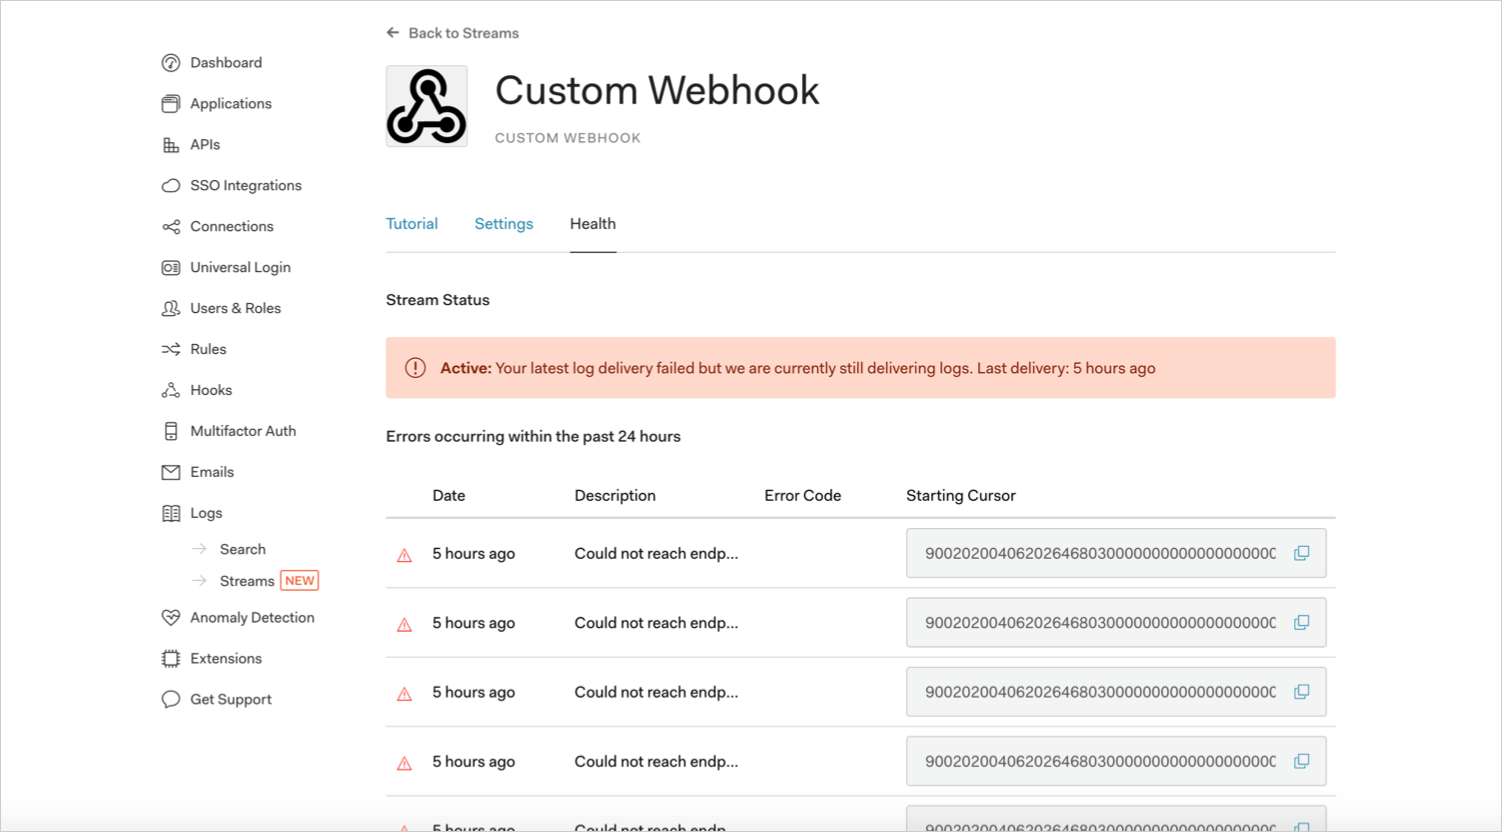 Back to Streams
Dashboard
Applications
APIs
SSO Integrations
Connections
Universal Login
Users & Roles
Rules
Hooks
Multifactor Auth
Emails
Logs
Search
Streams NEW
Anomaly Detection
Extensions
Get Support
Custom Webhook
CUSTOM WEBHOOK
Tutorial Settings Health
Stream Status
Active: Your latest log delivery failed but we are currently still delivering logs. Last delivery: 5 hours ago
Errors occurring within the past 24 hours
Date Description Error Code Starting Cursor
5 hours ago Could not reach endp...
5 hours ago Could not reach endp...
5 hours ago Could not reach endp...
5 hours ago Could not reach endp...
5 hours ago Could not reach endp...